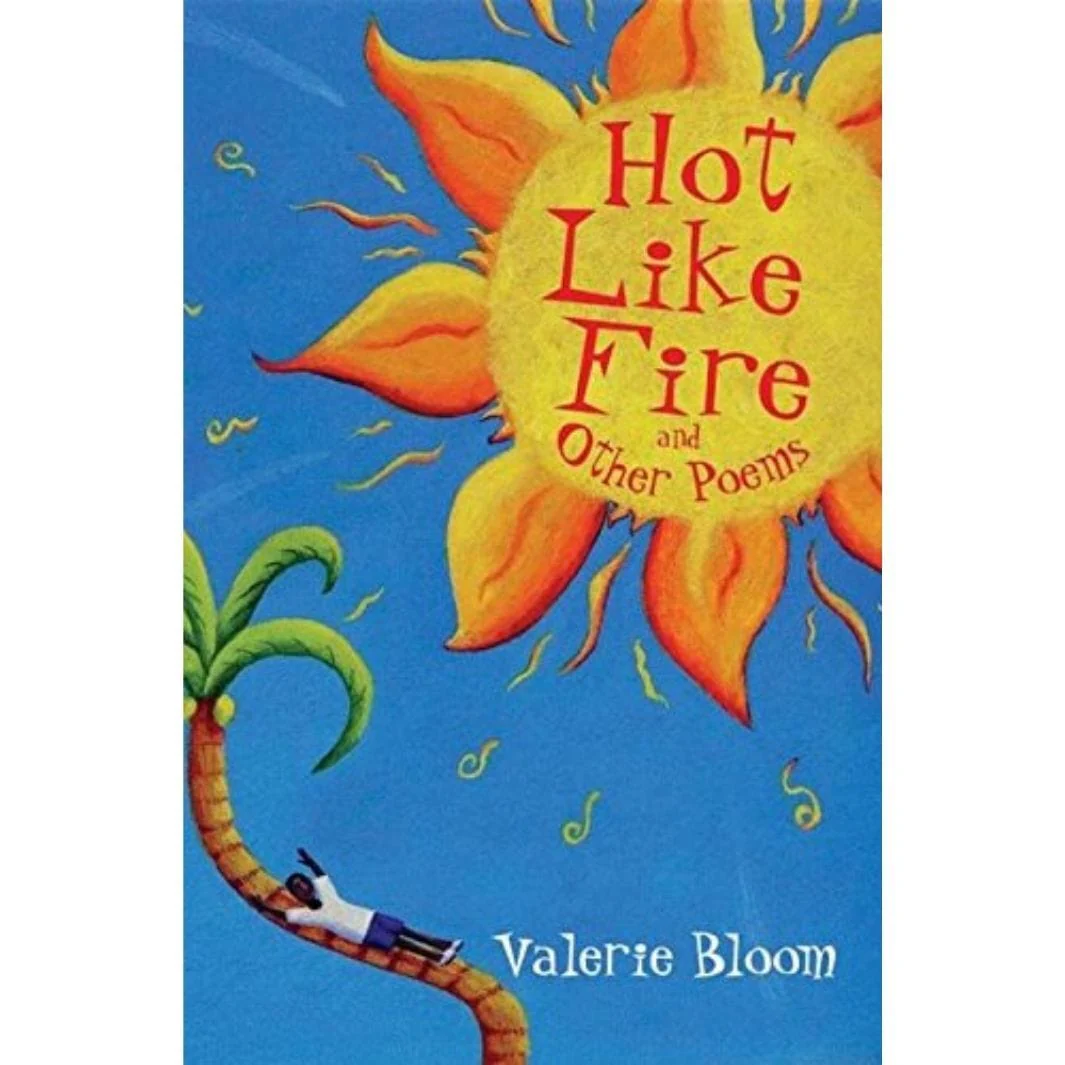 Hot
Like
Fire
and
Other Poems
Valerie Bloom